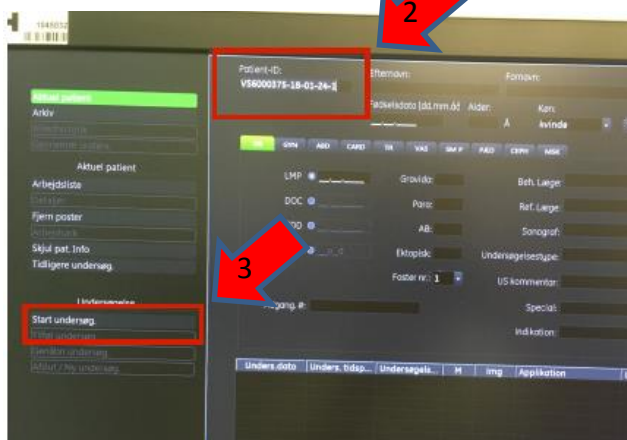 2
Patient-ID:
VS6000375-18-01-24-1
Efternavn:
Fornavn:
Fødselsdato [dd.mm.åå
Alder:
Køn:
Å
kvinde
Aktuel patient
Arkiv
Aktuel patient
Arbejdsliste
Fjern poster
Skjul pat. Info
Tidligere undersøg.
Undersøgelse
Start undersøg.
3
GYN
ABD
CARD
VAS
SM P
PÆD
CEPH
MSK
LMP
DOC
Gravida:
Para:
AB:
Ektopisk:
Foster nr.: 1
Beh. Læge:
Ref. Læge:
Sonograf:
Undersøgelsestype:
US kommentar:
Special:
Indikation:
Unders.dato
Unders. tidsp...
Undersøgels...
M
Img
Applikation